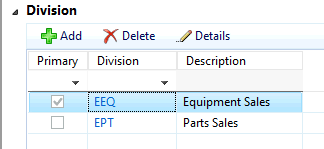 Division
Add Delete Details
Primary Division Description
EEQ Equipment Sales
EPT Parts Sales